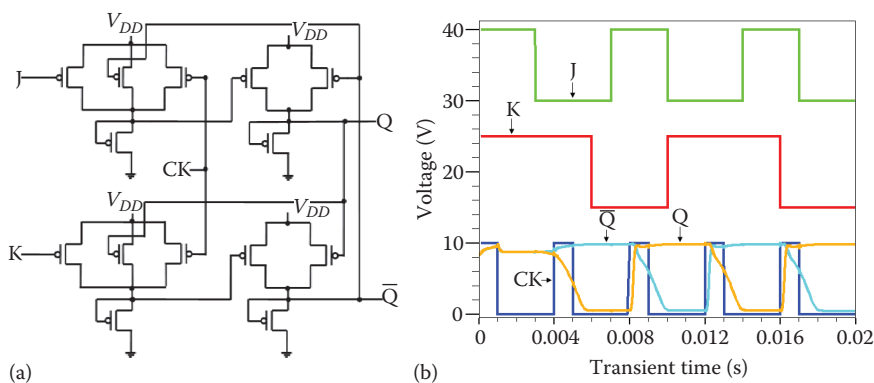 V_DD
V_DD
J
Q
CK
V_DD
V_DD
K
Q̅
(a)
40
30
20
10
0
Voltage (V)
J
K
Q̅
Q
CK
0
0.004
0.008
0.012
0.016
0.02
Transient time (s)
(b)